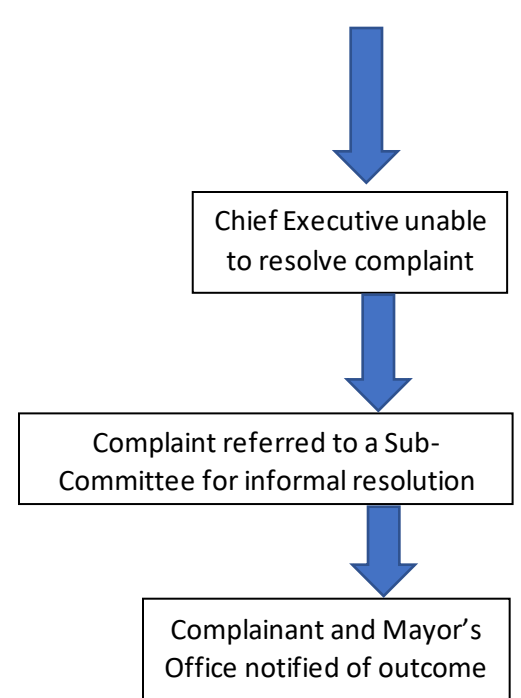 Chief Executive unable
to resolve complaint
Complaint referred to a Sub-
Committee for informal resolution
Complainant and Mayor’s
Office notified of outcome